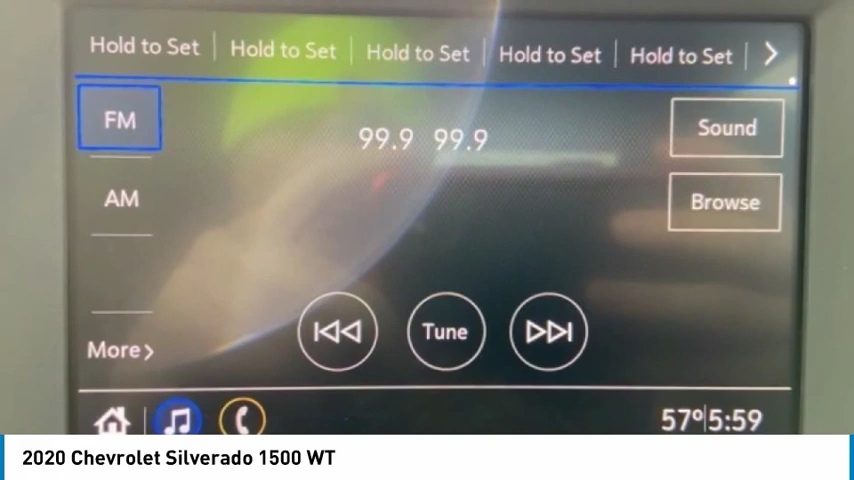 Hold to Set Hold to Set Hold to Set Hold to Set Hold to Set >
FM
99.9 99.9
Sound
AM
Browse
Tune
More>
57°|5:59
2020 Chevrolet Silverado 1500 WT